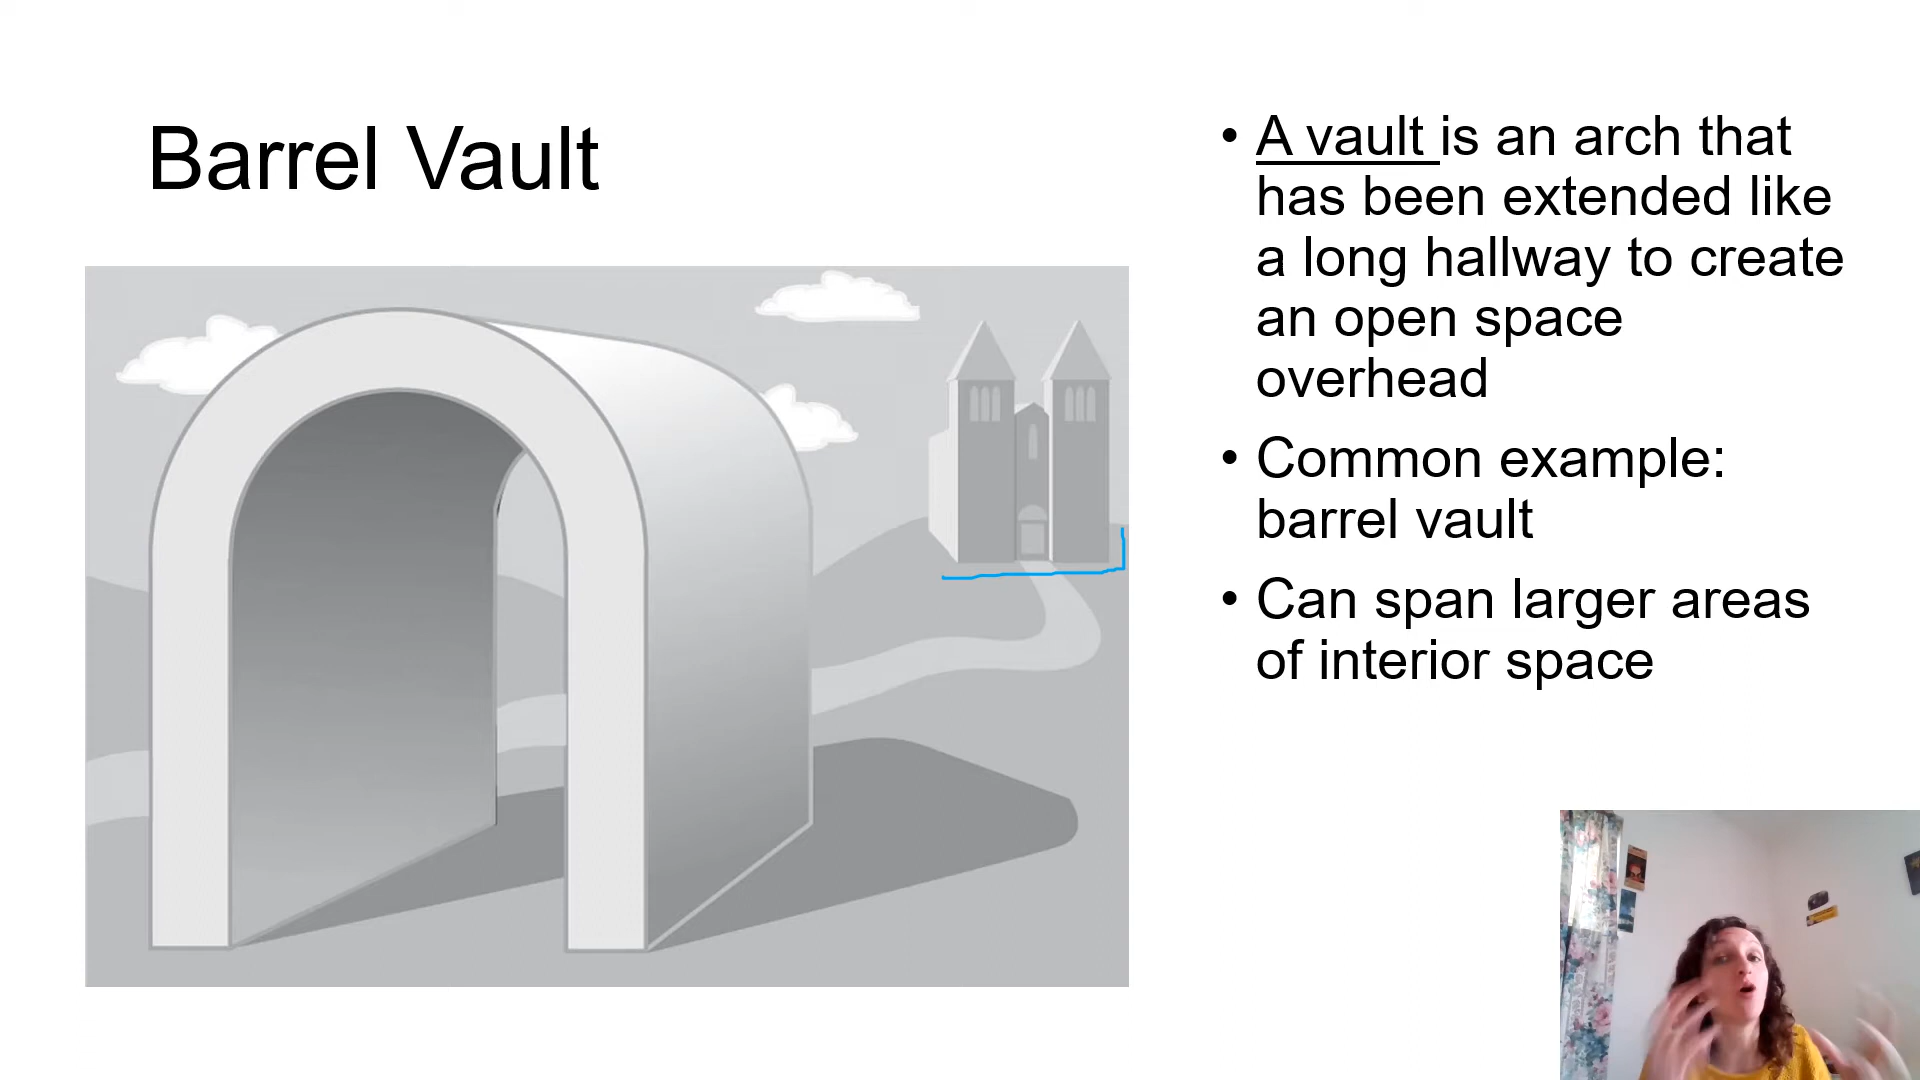 Barrel Vault
• A vault is an arch that
has been extended like
a long hallway to create
an open space
overhead
• Common example:
barrel vault
• Can span larger areas
of interior space